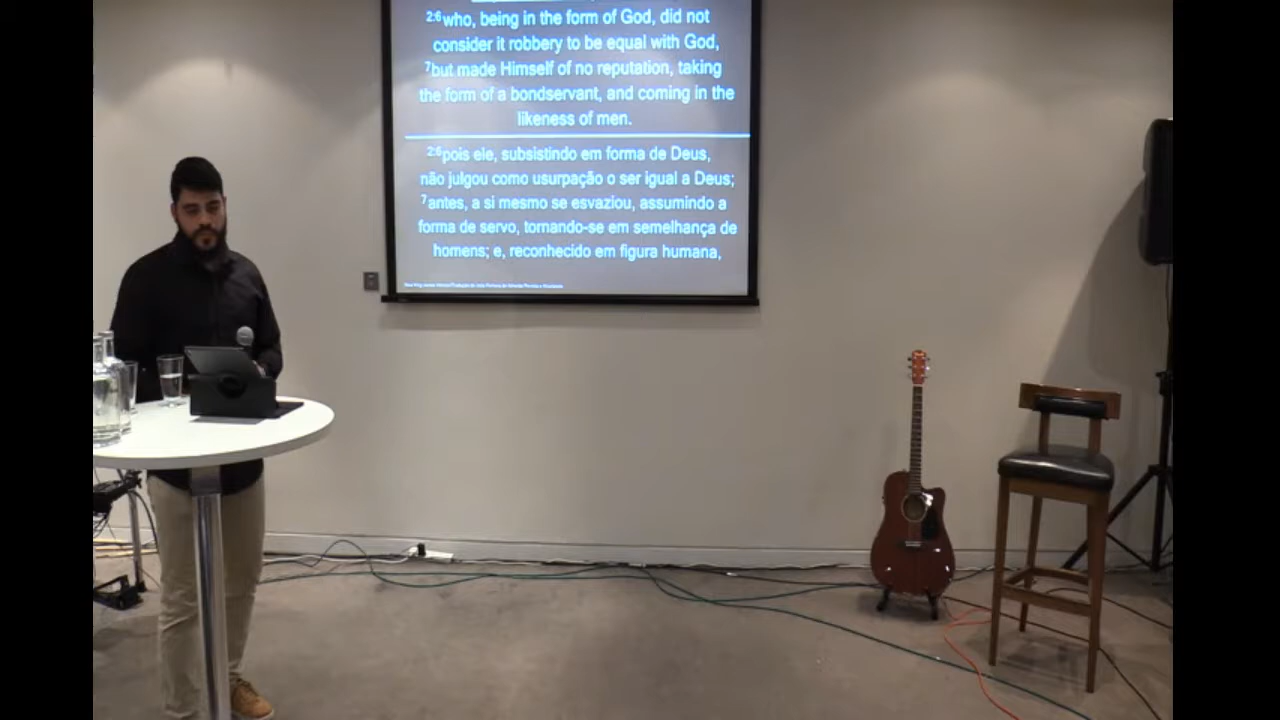 2:6who, being in the form of God, did not
consider it robbery to be equal with God,
7but made Himself of no reputation, taking
the form of a bondservant, and coming in the
likeness of men.
2:6pois ele, subsistindo em forma de Deus,
não julgou como usurpação o ser igual a Deus;
7antes, a si mesmo se esvaziou, assumindo a
forma de servo, tornando-se em semelhança de
homens; e, reconhecido em figura humana,